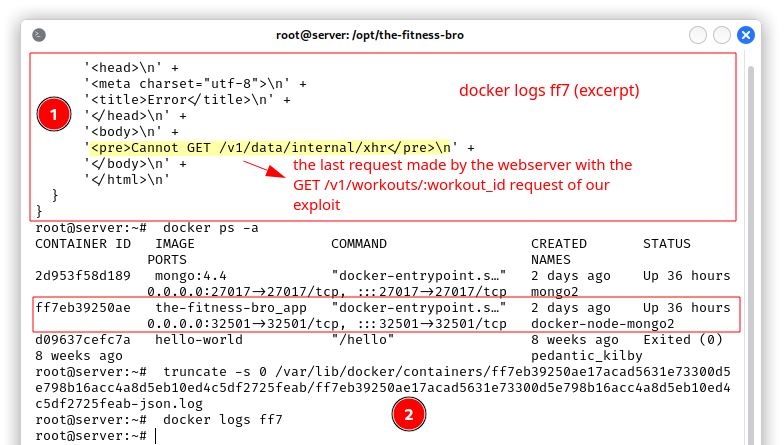 root@server: /opt/the-fitness-bro
'<head>\n' +
'<meta charset="utf-8">\n' +
'<title>Error</title>\n' +
'</head>\n' +
'<body>\n' +
'<pre>Cannot GET /v1/data/internal/xhr</pre>\n' +
'</body>\n' +
'</html>\n'
}
}
1
docker logs ff7 (excerpt)
the last request made by the webserver with the
GET /v1/workouts/:workout_id request of our
exploit
root@server:~#  docker ps -a
CONTAINER ID   IMAGE                 COMMAND                  CREATED       STATUS
PORTS                                           NAMES
2d953f58d189   mongo:4.4             "docker-entrypoint.s…"   2 days ago    Up 36 hours
0.0.0.0:27017->27017/tcp, :::27017->27017/tcp   mongo2
ff7eb39250ae   the-fitness-bro_app   "docker-entrypoint.s…"   2 days ago    Up 36 hours
0.0.0.0:32501->32501/tcp, :::32501->32501/tcp   docker-node-mongo2
d09637cefc7a   hello-world           "/hello"                 8 weeks ago   Exited (0)
8 weeks ago                                                   pedantic_kilby
root@server:~#  truncate -s 0 /var/lib/docker/containers/ff7eb39250ae17acad5631e73300d5
e798b16acc4a8d5eb10ed4c5df2725feab/ff7eb39250ae17acad5631e73300d5e798b16acc4a8d5eb10ed4
c5df2725feab-json.log
root@server:~#  docker logs ff7
root@server:~#
2